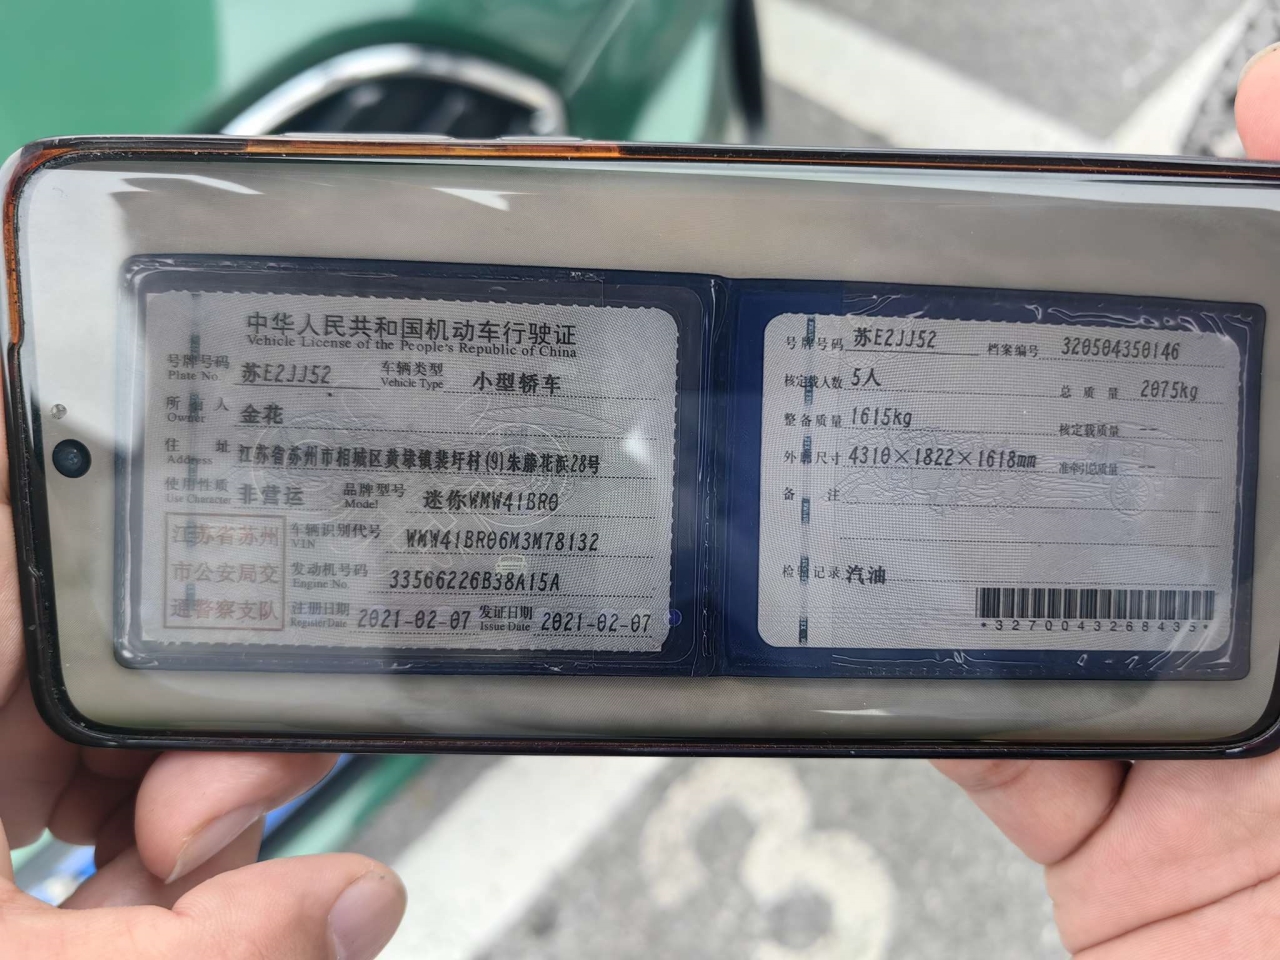 中华人民共和国机动车行驶证
Vehicle License of the People's Republic of China
号牌号码 Plate No. 苏E2JJ52 车辆类型 Vehicle Type 小型轿车
所有人 Owner 金花
住址 Address 江苏省苏州市相城区黄埭镇裴圩村(9)朱藤花浜28号
使用性质 Use Character 非营运 品牌型号 Model 迷你WMW41BR0
江苏省苏州
市公安局交
通警察支队
车辆识别代号 VIN WMW41BR06M3M78132
发动机号码 Engine No. 33566226B38A15A
注册日期 Register Date 2021-02-07 发证日期 Issue Date 2021-02-07
号牌号码 苏E2JJ52 档案编号 320504350146
核定载人数 5人 总质量 2075kg
整备质量 1615kg 核定载质量 --
外廓尺寸 4310×1822×1618mm 准牵引总质量 --
备注
检验记录 汽油
*3270043268435*